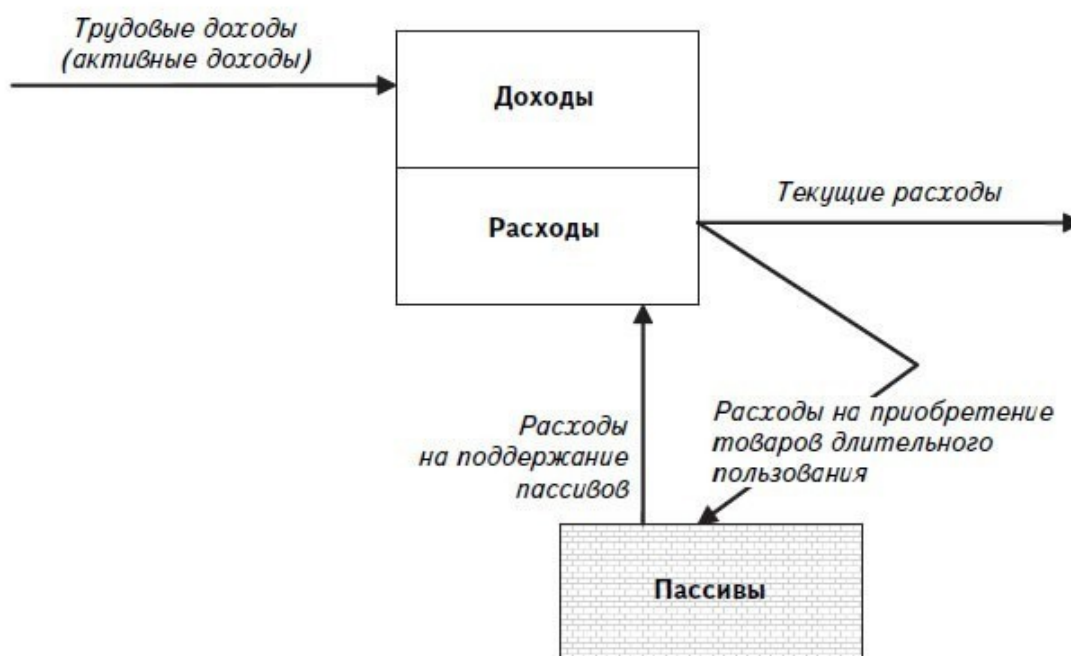 Трудовые доходы
(активные доходы)
Доходы
Текущие расходы
Расходы
Расходы
на поддержание
пассивов
Расходы на приобретение
товаров длительного
пользования
Пассивы